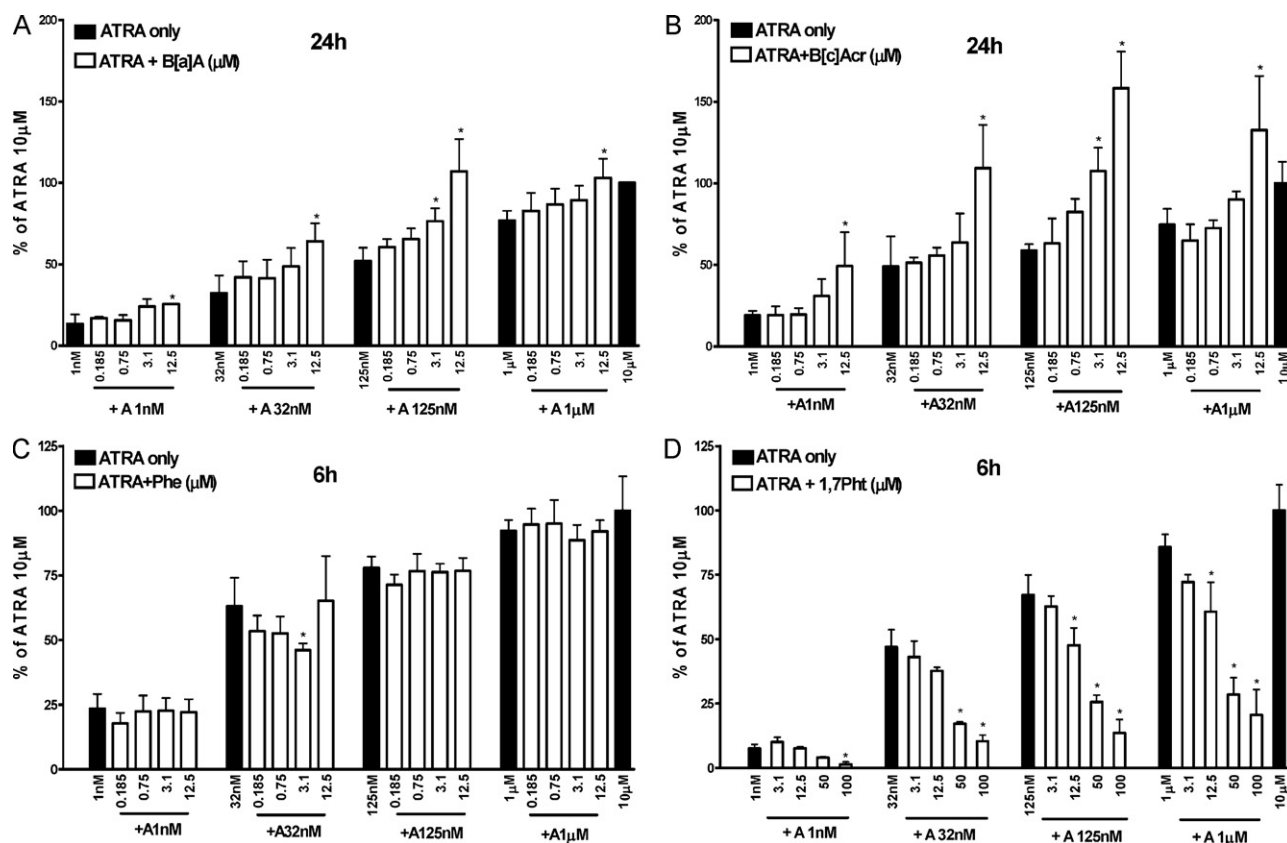 A
24h
ATRA only
ATRA + B[a]A (μM)
% of ATRA 10μM
200
150
100
50
0
1nM 0.185 0.75 3.1 12.5 32nM 0.185 0.75 3.1 12.5 125nM 0.185 0.75 3.1 12.5 1μM 0.185 0.75 3.1 12.5 10μM
+ A 1nM + A 32nM + A 125nM + A 1μM
* * * * *
B
24h
ATRA only
ATRA+B[c]Acr (μM)
% of ATRA 10μM
200
150
100
50
0
1nM 0.185 0.75 3.1 12.5 32nM 0.185 0.75 3.1 12.5 125nM 0.185 0.75 3.1 12.5 1μM 0.185 0.75 3.1 12.5 10μM
+A1nM +A32nM +A125nM +A1μM
* * * * *
C
6h
ATRA only
ATRA+Phe (μM)
% of ATRA 10μM
125
100
75
50
25
0
1nM 0.185 0.75 3.1 12.5 32nM 0.185 0.75 3.1 12.5 125nM 0.185 0.75 3.1 12.5 1μM 0.185 0.75 3.1 12.5 10μM
+A1nM +A32nM +A125nM +A1μM
*
D
6h
ATRA only
ATRA + 1,7Pht (μM)
% of ATRA 10μM
125
100
75
50
25
0
1nM 3.1 12.5 50 100 32nM 3.1 12.5 50 100 125nM 3.1 12.5 50 100 1μM 3.1 12.5 50 100 10μM
+ A 1nM + A 32nM + A 125nM + A 1μM
* * * * * * * * *